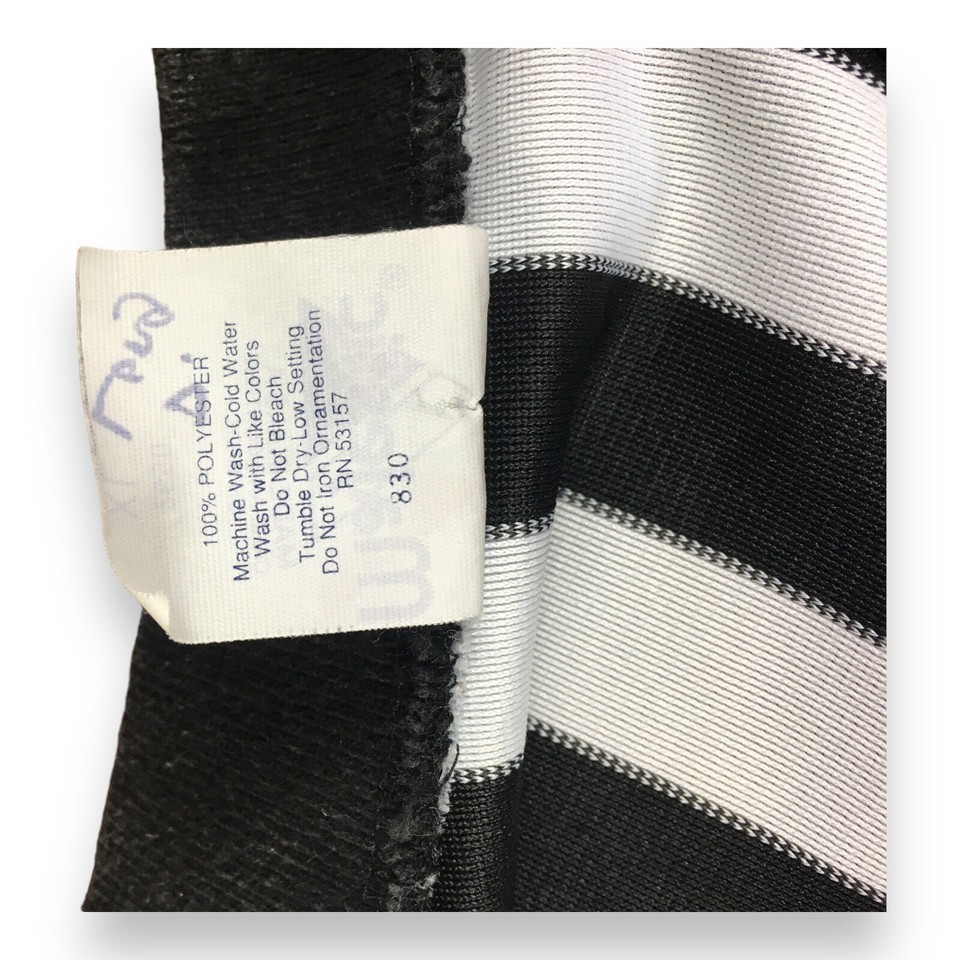 100% POLYESTER
Machine Wash-Cold Water
Wash with Like Colors
Do Not Bleach
Tumble Dry-Low Setting
Do Not Iron Ornamentation
RN 53157
830